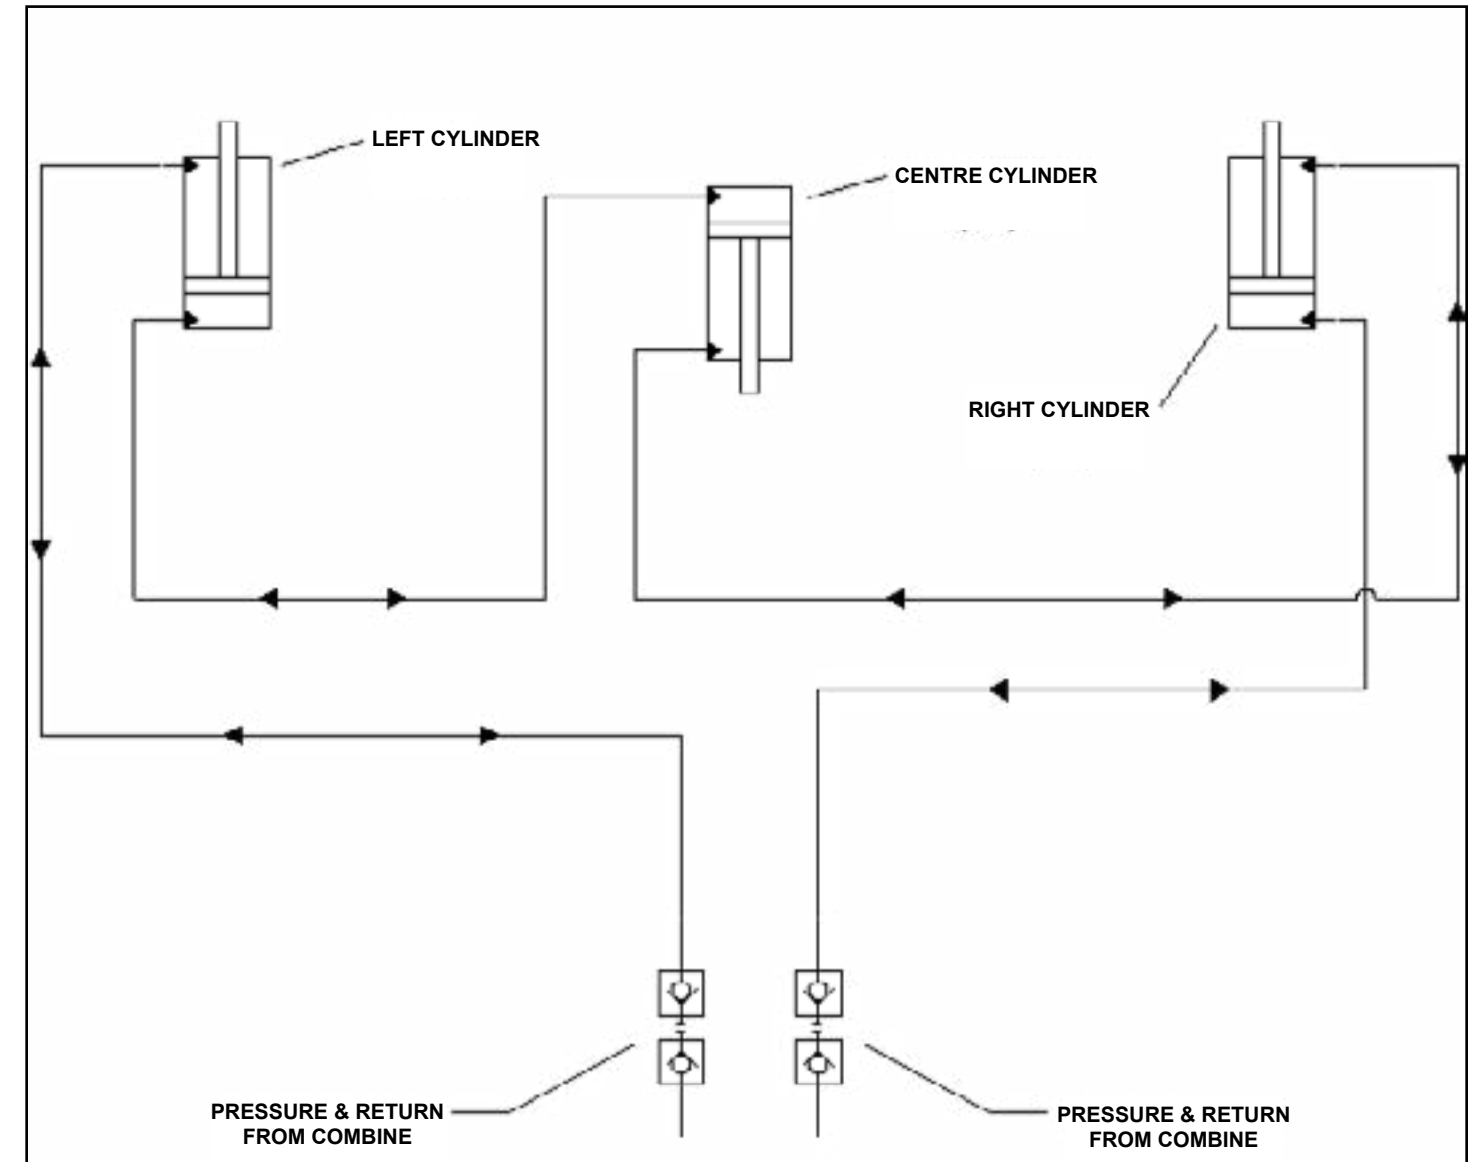 LEFT CYLINDER
CENTRE CYLINDER
RIGHT CYLINDER
PRESSURE & RETURN
FROM COMBINE
PRESSURE & RETURN
FROM COMBINE